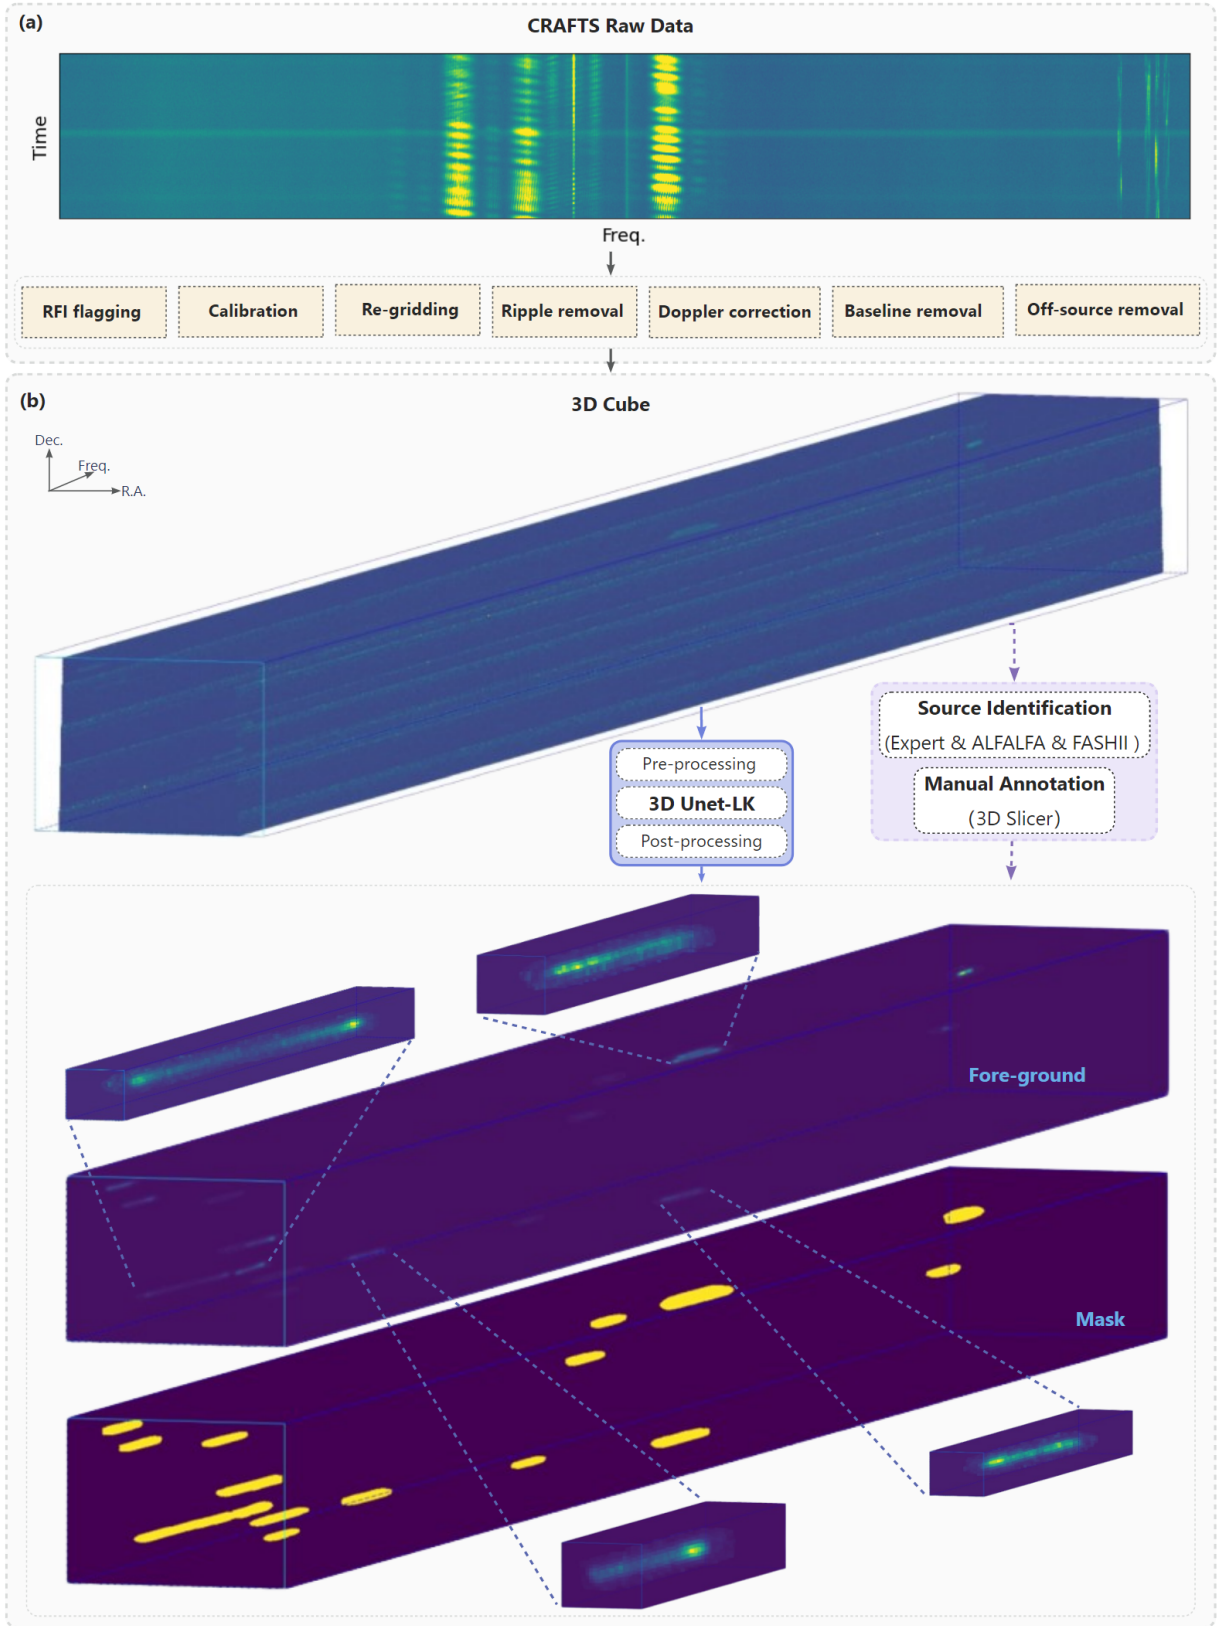 (a)
CRAFTS Raw Data
Time
Freq.
RFI flagging
Calibration
Re-gridding
Ripple removal
Doppler correction
Baseline removal
Off-source removal
(b)
3D Cube
Dec.
Freq.
R.A.
Source Identification
(Expert & ALFALFA & FASHII )
Manual Annotation
(3D Slicer)
Pre-processing
3D Unet-LK
Post-processing
Fore-ground
Mask